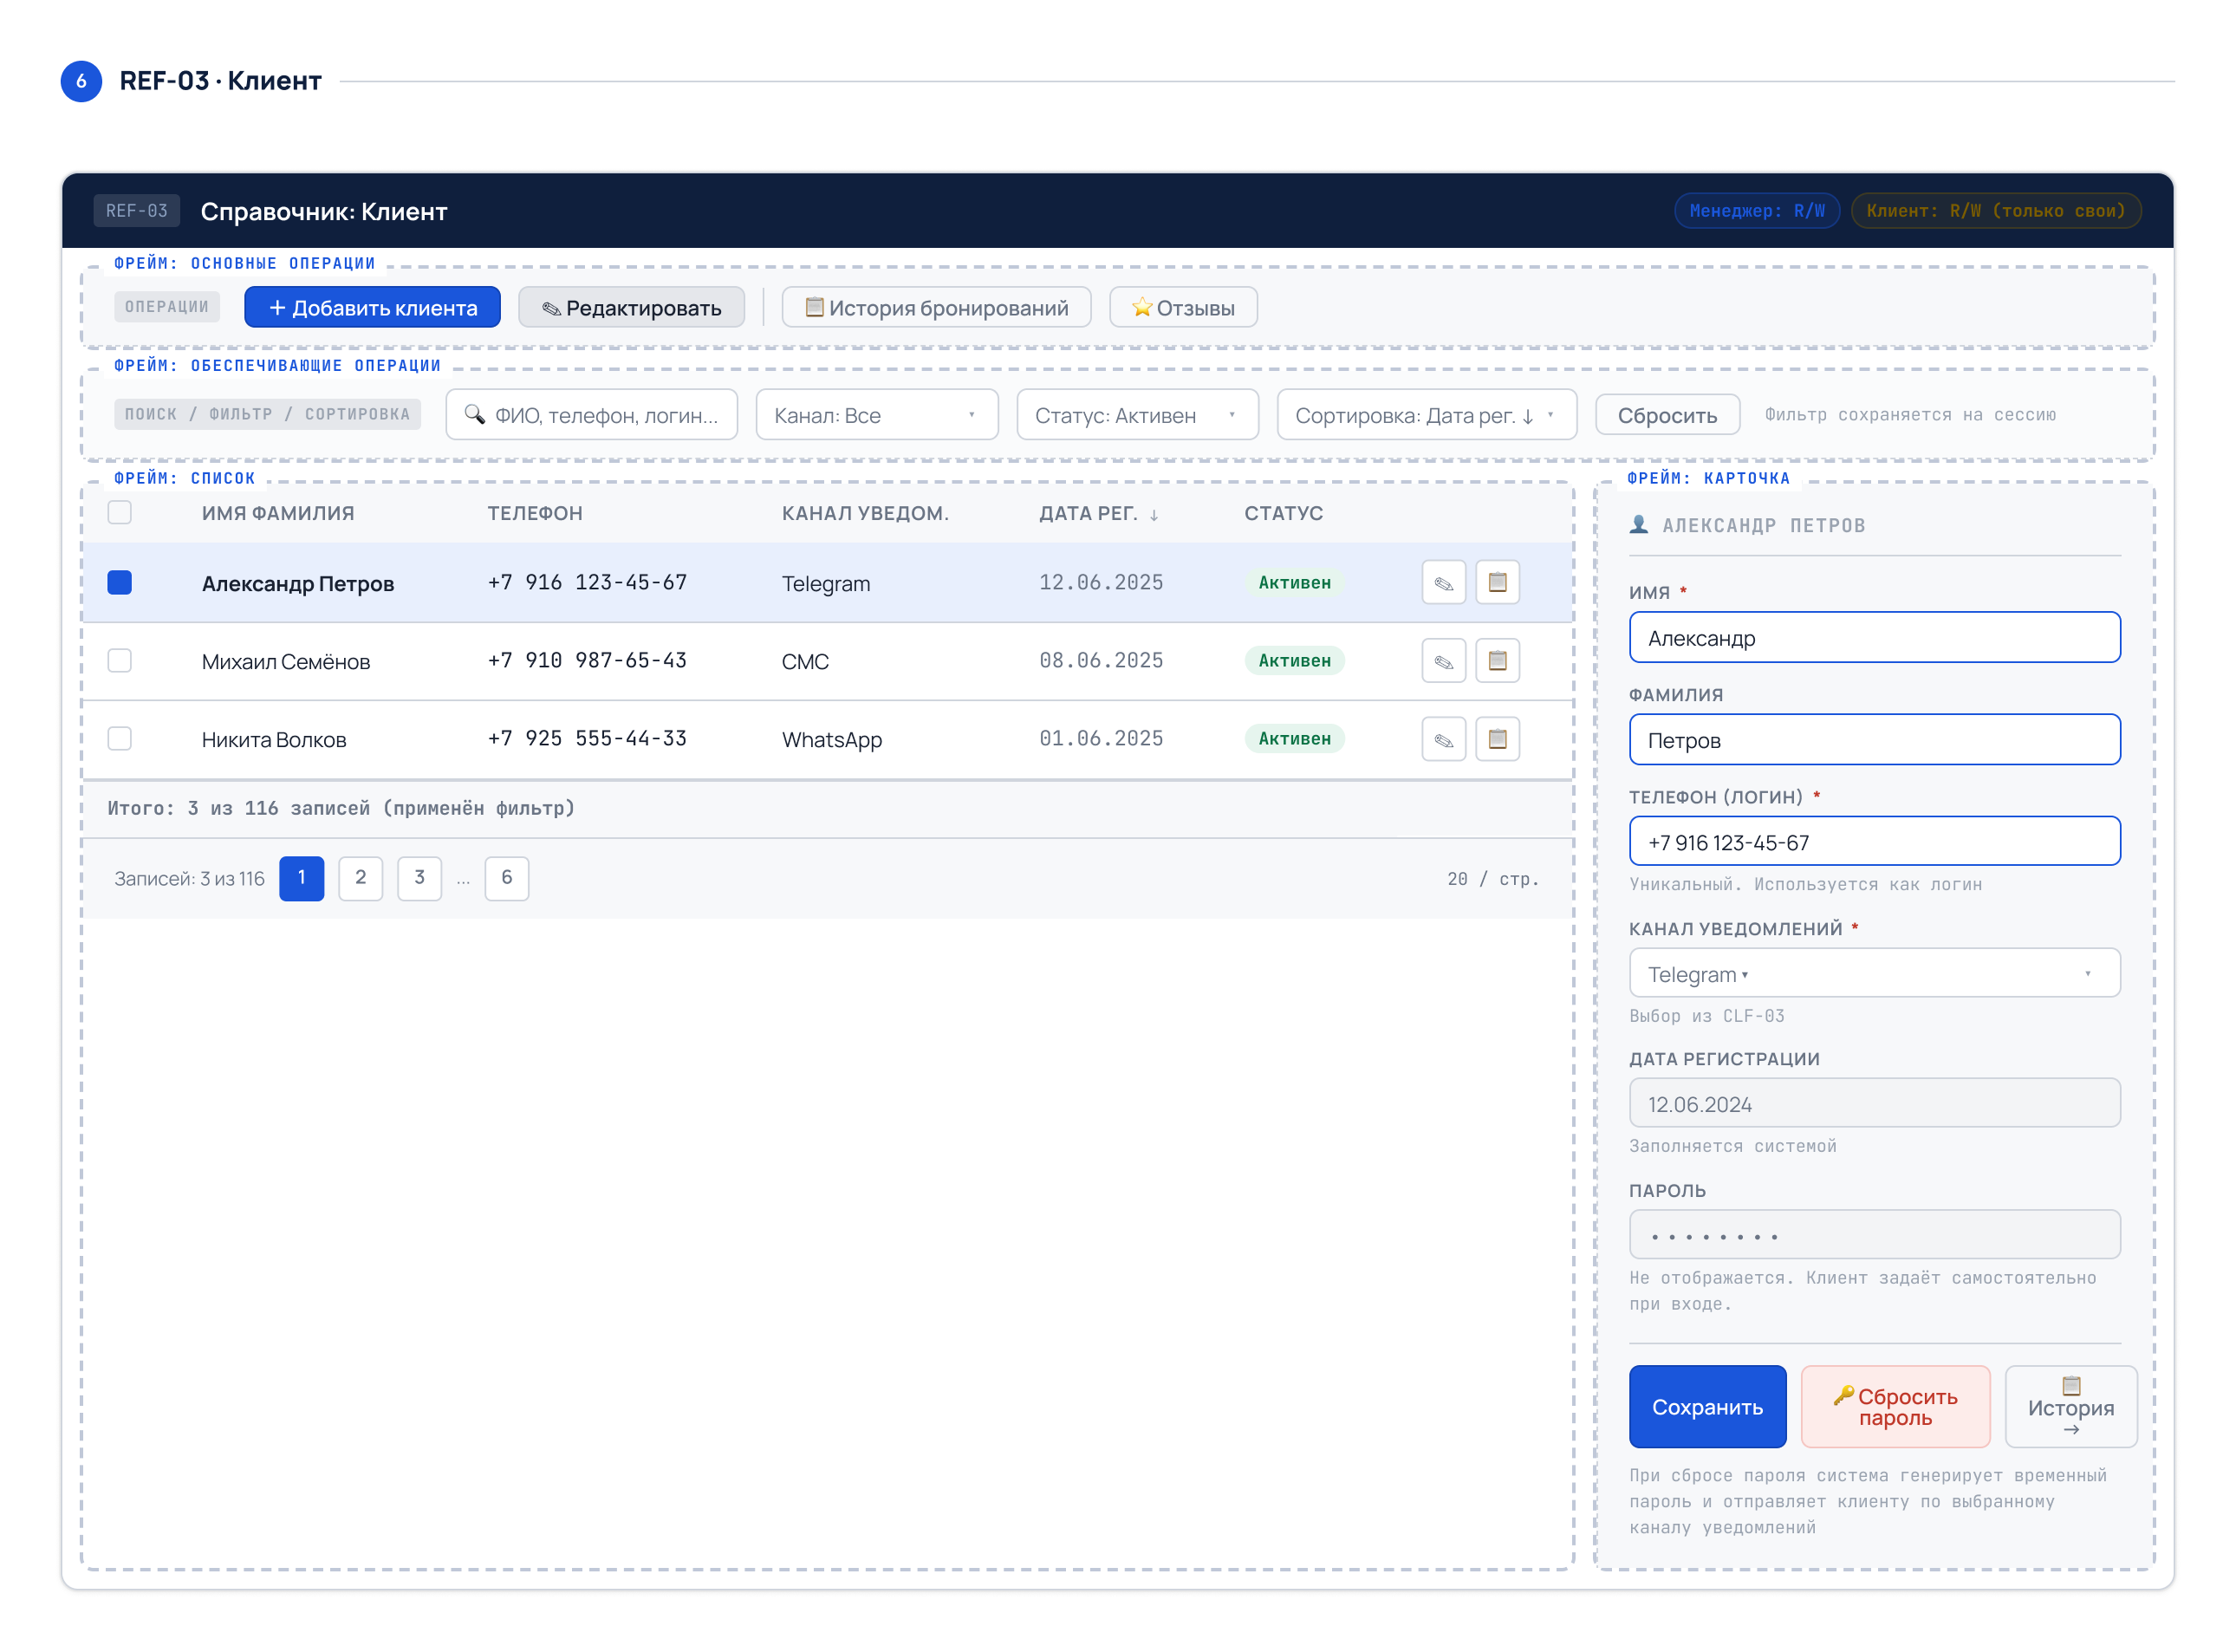 6 REF-03 · Клиент
REF-03 Справочник: Клиент Менеджер: R/W Клиент: R/W (только свои)
ФРЕЙМ: ОСНОВНЫЕ ОПЕРАЦИИ
ОПЕРАЦИИ + Добавить клиента ✎ Редактировать 📋 История бронирований ⭐ Отзывы
ФРЕЙМ: ОБЕСПЕЧИВАЮЩИЕ ОПЕРАЦИИ
ПОИСК / ФИЛЬТР / СОРТИРОВКА 🔍 ФИО, телефон, логин... Канал: Все ▾ Статус: Активен ▾ Сортировка: Дата рег. ↓ ▾ Сбросить Фильтр сохраняется на сессию
ФРЕЙМ: СПИСОК
ИМЯ ФАМИЛИЯ ТЕЛЕФОН КАНАЛ УВЕДОМ. ДАТА РЕГ. ↓ СТАТУС
Александр Петров +7 916 123-45-67 Telegram 12.06.2025 Активен ✎ 📋
Михаил Семёнов +7 910 987-65-43 СМС 08.06.2025 Активен ✎ 📋
Никита Волков +7 925 555-44-33 WhatsApp 01.06.2025 Активен ✎ 📋
Итого: 3 из 116 записей (применён фильтр)
Записей: 3 из 116 1 2 3 ... 6 20 / стр.
ФРЕЙМ: КАРТОЧКА
👤 АЛЕКСАНДР ПЕТРОВ
ИМЯ *
Александр
ФАМИЛИЯ
Петров
ТЕЛЕФОН (ЛОГИН) *
+7 916 123-45-67
Уникальный. Используется как логин
КАНАЛ УВЕДОМЛЕНИЙ *
Telegram ▾ ▾
Выбор из CLF-03
ДАТА РЕГИСТРАЦИИ
12.06.2024
Заполняется системой
ПАРОЛЬ
••••••••
Не отображается. Клиент задаёт самостоятельно
при входе.
Сохранить
🔑 Сбросить
пароль
📋
История
→
При сбросе пароля система генерирует временный
пароль и отправляет клиенту по выбранному
каналу уведомлений